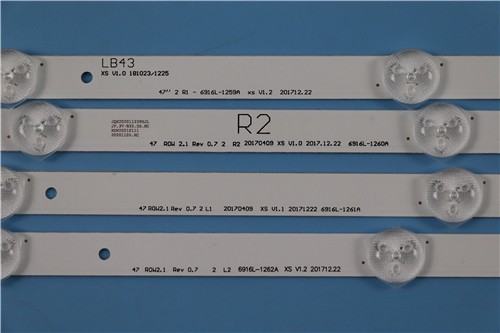 LB43
XS V1.0 181023/1225
47'' 2 R1 - 6916L-1259A xs V1.2 201712.22
R2
47 ROW 2.1 Rev 0.7 2 R2 20170409 XS V1.0 2017.12.22 6916L-1260A
47 ROW2.1 Rev 0.7 2 L1 20170409 XS V1.1 20171222 6916L-1261A
47 ROW2.1 Rev 0.7 2 L2 6916L-1262A XS V1.2 201712.22